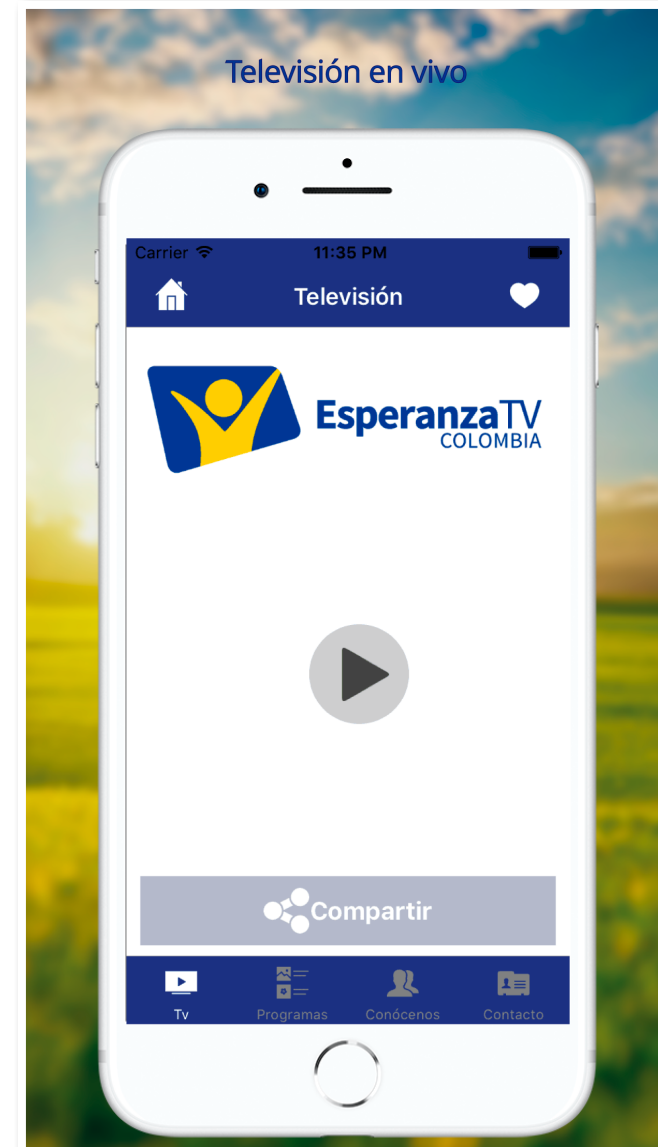 Televisión en vivo
Carrier 11:35 PM
Televisión
EsperanzaTV
COLOMBIA
Compartir
Tv Programas Conócenos Contacto